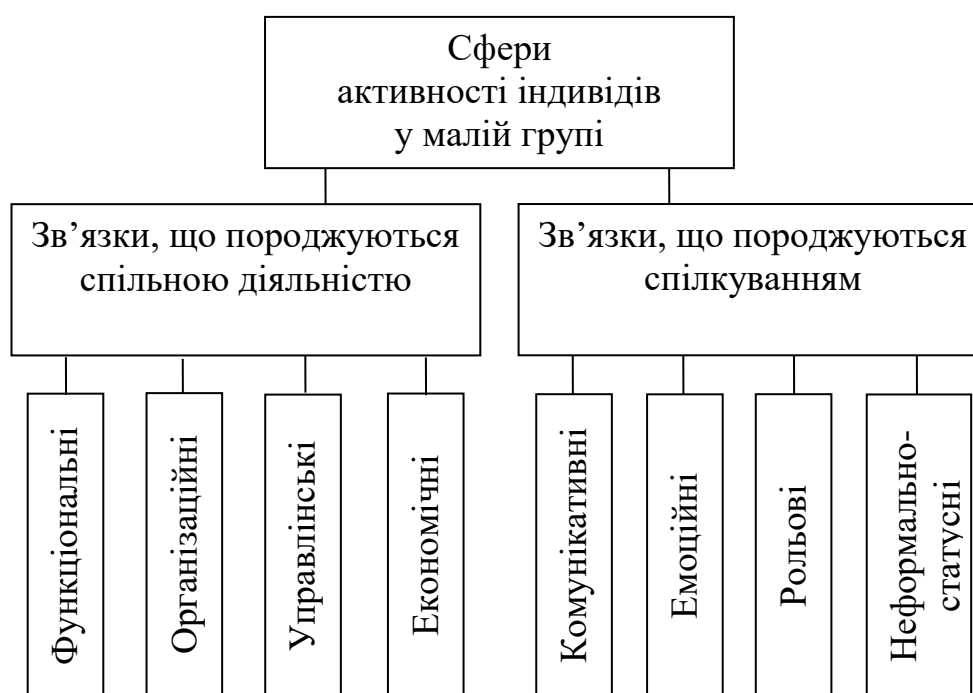 Сфери
активності індивідів
у малій групі
Зв’язки, що породжуються
спільною діяльністю
Зв’язки, що породжуються
спілкуванням
Функціональні
Організаційні
Управлінські
Економічні
Комунікативні
Емоційні
Рольові
Неформально-
статусні